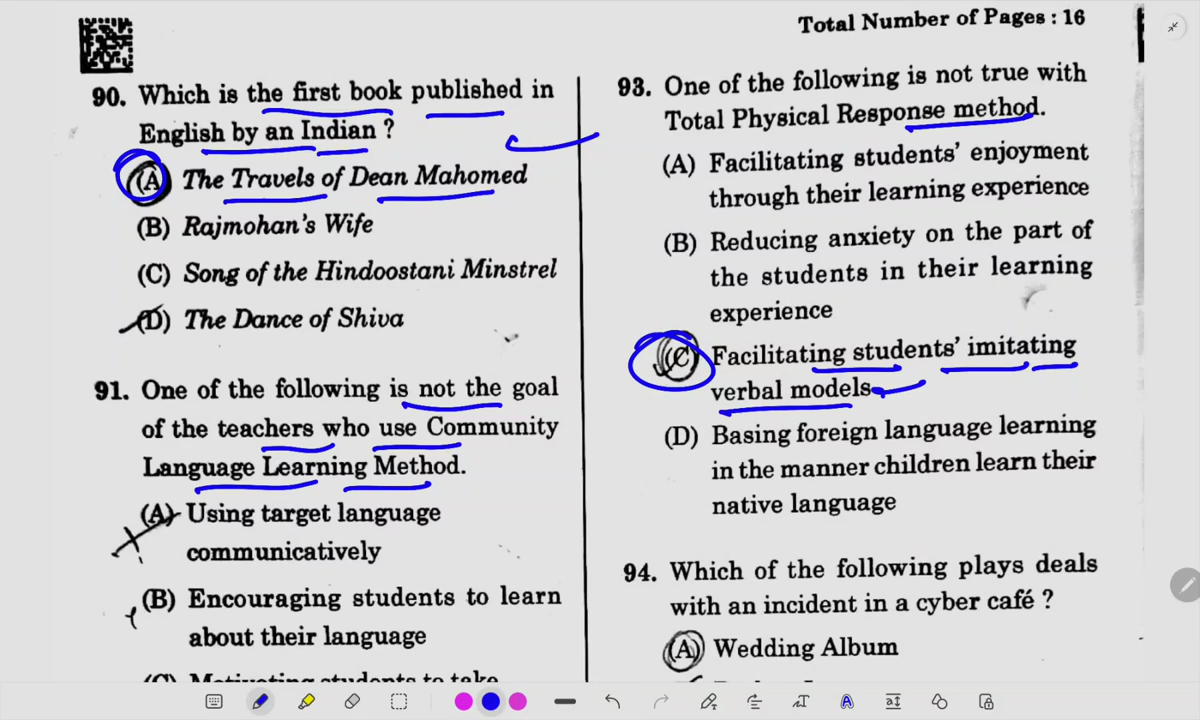 Total Number of Pages : 16
90. Which is the first book published in
English by an Indian ?
(A) The Travels of Dean Mahomed
(B) Rajmohan's Wife
(C) Song of the Hindoostani Minstrel
(D) The Dance of Shiva
91. One of the following is not the goal
of the teachers who use Community
Language Learning Method.
(A) Using target language
communicatively
(B) Encouraging students to learn
about their language
(C) Motivating students to take
93. One of the following is not true with
Total Physical Response method.
(A) Facilitating students' enjoyment
through their learning experience
(B) Reducing anxiety on the part of
the students in their learning
experience
(C) Facilitating students' imitating
verbal models
(D) Basing foreign language learning
in the manner children learn their
native language
94. Which of the following plays deals
with an incident in a cyber café ?
(A) Wedding Album